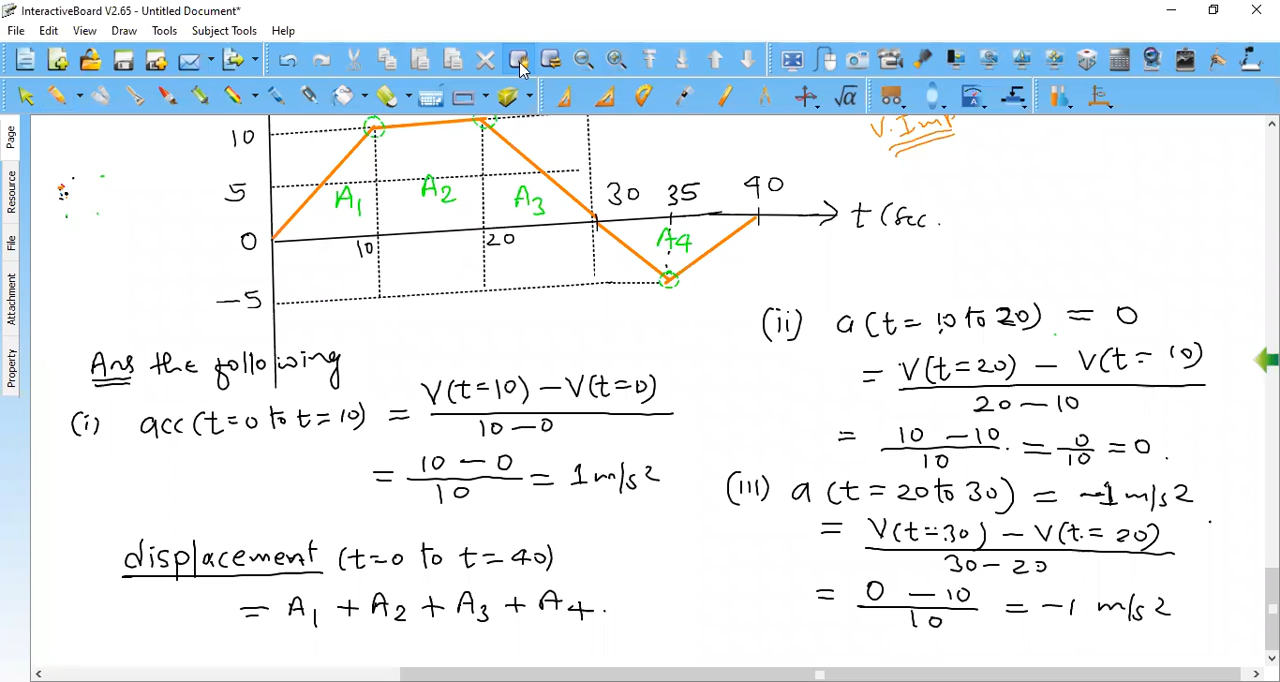 InteractiveBoard V2.65 - Untitled Document*
File Edit View Draw Tools Subject Tools Help
Page
Resource
File
Attachment
Property
V. Imp
10
5
0
-5
A1 A2 A3 A4
10 20 30 35 40
t (sec.
Ans the following
(i) acc (t=0 to t=10) = V(t=10) - V(t=0) / 10-0
= 10-0 / 10 = 1 m/s2
displacement (t=0 to t=40)
= A1 + A2 + A3 + A4.
(ii) a (t= 10 to 20) = 0
= V(t=20) - V(t=10) / 20-10
= 10-10 / 10 = 0/10 = 0.
(iii) a (t=20 to 30) = -1 m/s2
= V(t=30) - V(t=20) / 30-20
= 0-10 / 10 = -1 m/s2